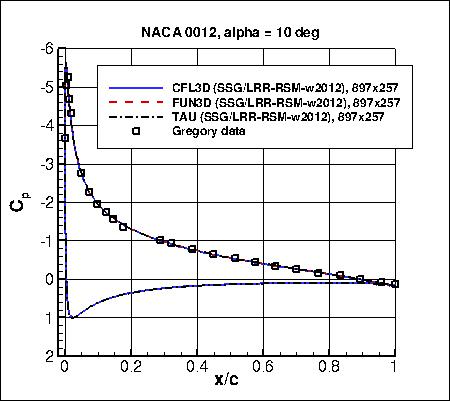 NACA 0012, alpha = 10 deg
-6
CFL3D (SSG/LRR-RSM-w2012), 897x257
FUN3D (SSG/LRR-RSM-w2012), 897x257
TAU (SSG/LRR-RSM-w2012), 897x257
Gregory data
-5
-4
-3
-2
-1
0
1
2
Cp
0 0.2 0.4 0.6 0.8 1
x/c